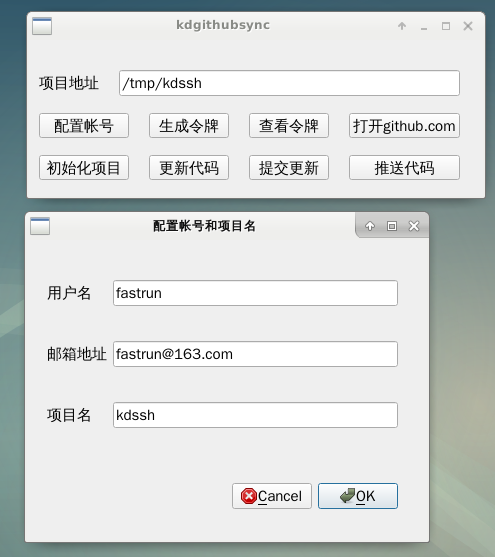 kdgithubsync
项目地址 /tmp/kdssh
配置帐号 生成令牌 查看令牌 打开github.com
初始化项目 更新代码 提交更新 推送代码
配置帐号和项目名
用户名 fastrun
邮箱地址 fastrun@163.com
项目名 kdssh
Cancel OK